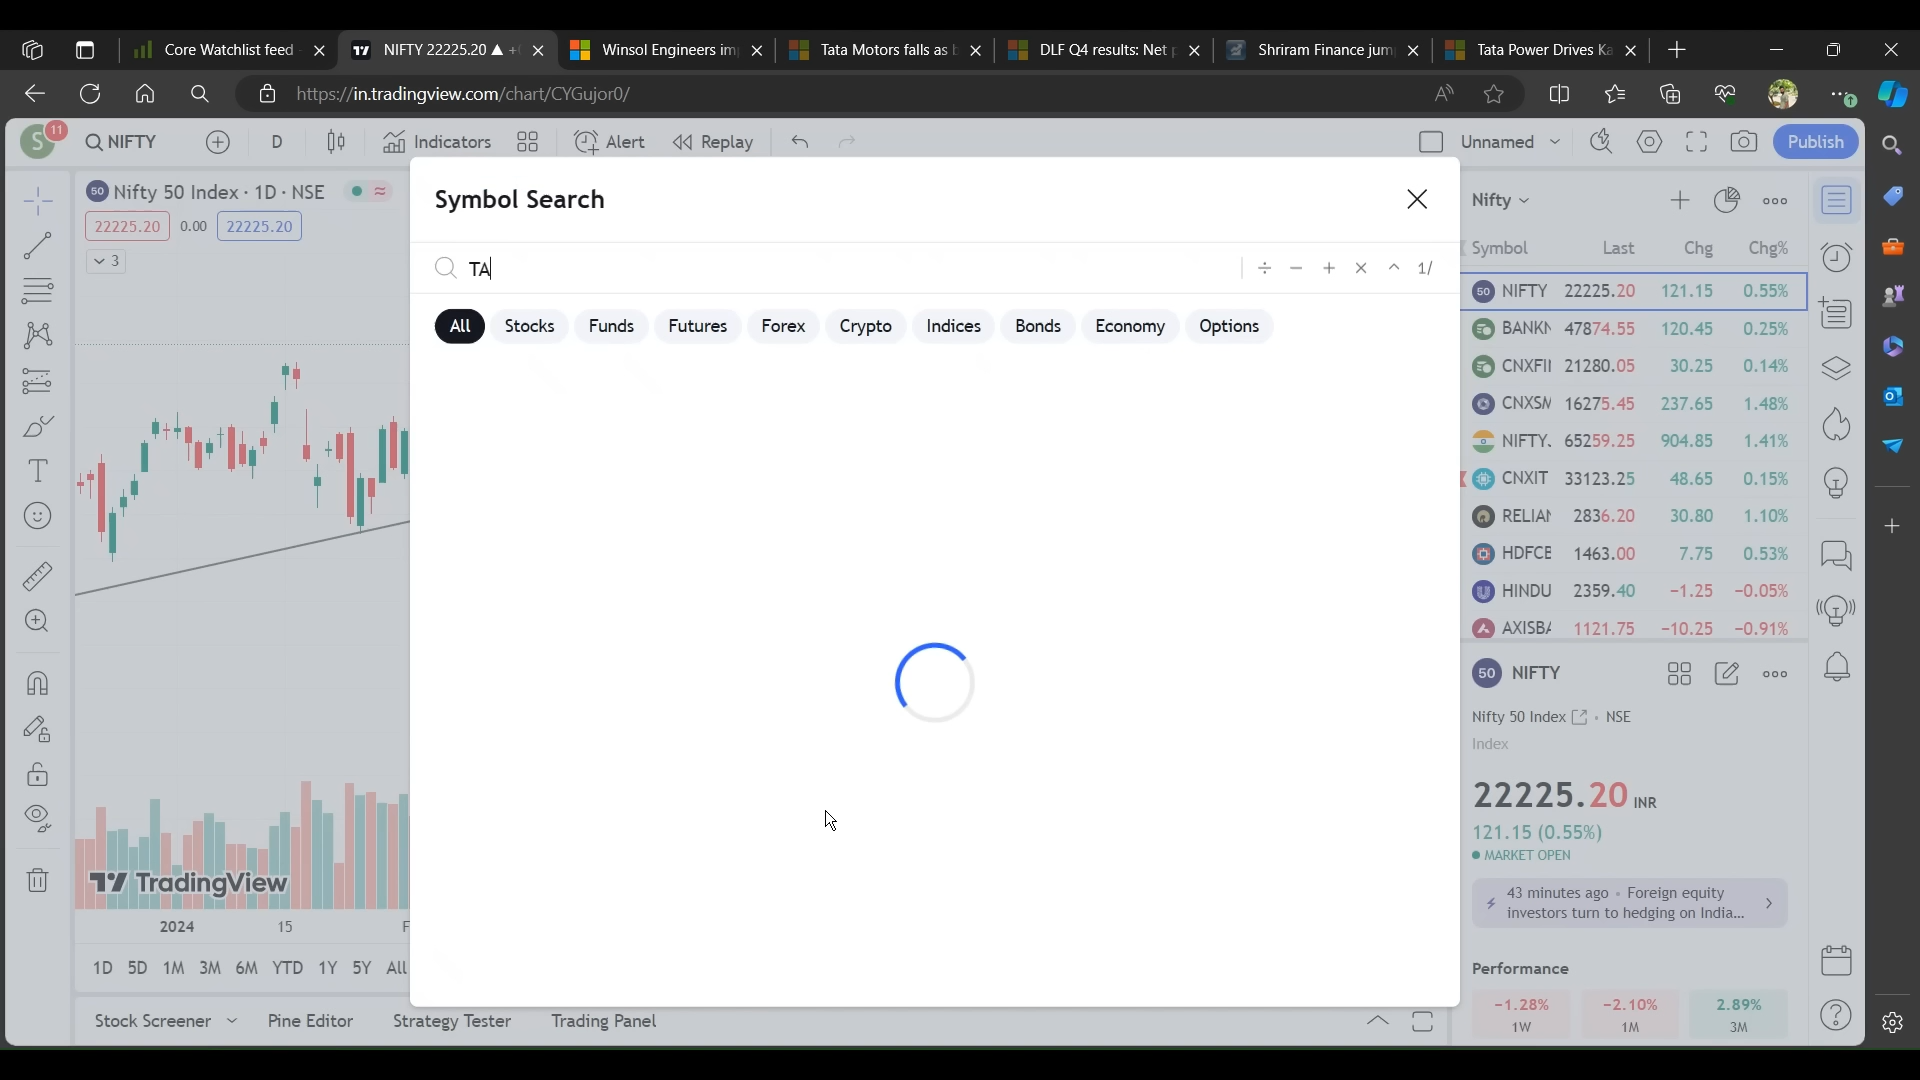 Core Watchlist feed
NIFTY 22225.20 ▲ +
Winsol Engineers im
Tata Motors falls as
DLF Q4 results: Net
Shriram Finance jum
Tata Power Drives Ka
https://in.tradingview.com/chart/CYGujor0/
S 11
NIFTY
D
Indicators
Alert
Replay
Unnamed
Publish
50 Nifty 50 Index · 1D · NSE
22225.20 0.00 22225.20
3
TradingView
2024 15 F
1D 5D 1M 3M 6M YTD 1Y 5Y All
Stock Screener Pine Editor Strategy Tester Trading Panel
Symbol Search
TA
÷ − + × ^ 1/
All Stocks Funds Futures Forex Crypto Indices Bonds Economy Options
Nifty
Symbol Last Chg Chg%
50 NIFTY 22225.20 121.15 0.55%
BANKN 47874.55 120.45 0.25%
CNXFII 21280.05 30.25 0.14%
CNXSM 16275.45 237.65 1.48%
NIFTY. 65259.25 904.85 1.41%
CNXIT 33123.25 48.65 0.15%
RELIAN 2836.20 30.80 1.10%
HDFCB 1463.00 7.75 0.53%
HINDU 2359.40 −1.25 −0.05%
AXISBA 1121.75 −10.25 −0.91%
50 NIFTY
Nifty 50 Index · NSE
Index
22225.20 INR
121.15 (0.55%)
MARKET OPEN
43 minutes ago · Foreign equity
investors turn to hedging on India...
Performance
−1.28% −2.10% 2.89%
1W 1M 3M